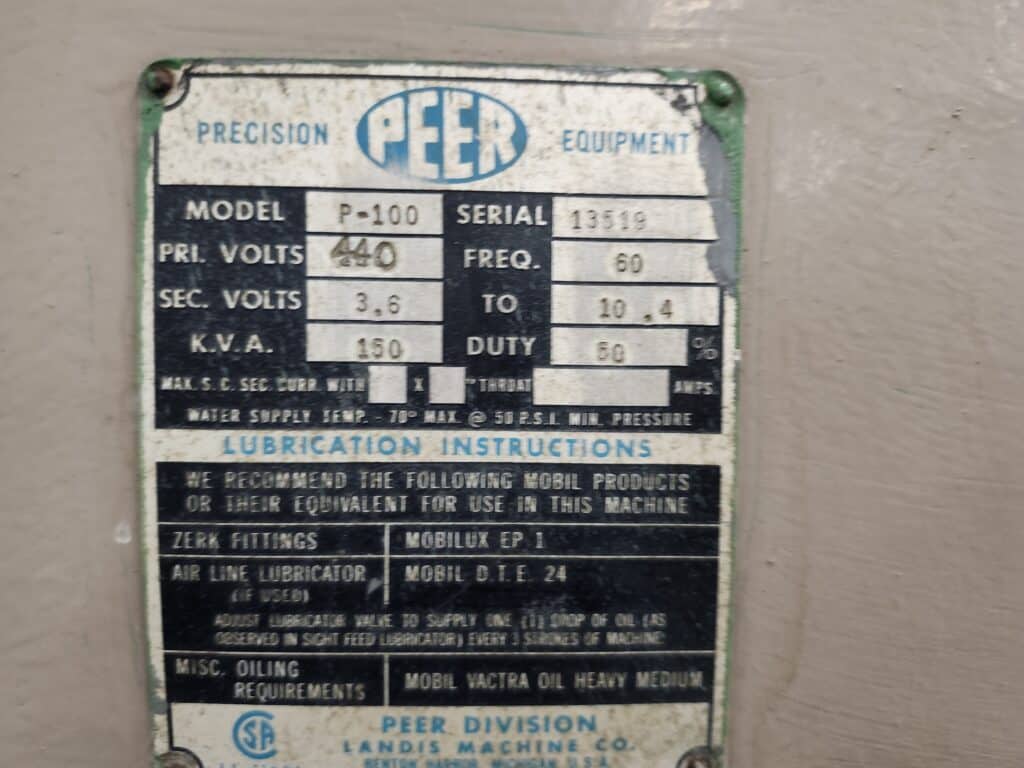 PRECISION PEER EQUIPMENT
MODEL P-100 SERIAL 13519
PRI. VOLTS 440 FREQ. 60
SEC. VOLTS 3.6 TO 10.4
K.V.A. 150 DUTY 50 %
MAX. S.C. SEC. CURR. WITH X " THROAT AMPS.
WATER SUPPLY TEMP. - 70° MAX. @ 50 P.S.I. MIN. PRESSURE
LUBRICATION INSTRUCTIONS
WE RECOMMEND THE FOLLOWING MOBIL PRODUCTS
OR THEIR EQUIVALENT FOR USE IN THIS MACHINE
ZERK FITTINGS MOBILUX EP 1
AIR LINE LUBRICATOR MOBIL D.T.E. 24
(IF USED)
ADJUST LUBRICATOR VALVE TO SUPPLY ONE (1) DROP OF OIL (AS
OBSERVED IN SIGHT FEED LUBRICATOR) EVERY 3 STROKES OF MACHINE
MISC. OILING
REQUIREMENTS MOBIL VACTRA OIL HEAVY MEDIUM
SA PEER DIVISION
LANDIS MACHINE CO.
BENTON HARBOR, MICHIGAN U.S.A.